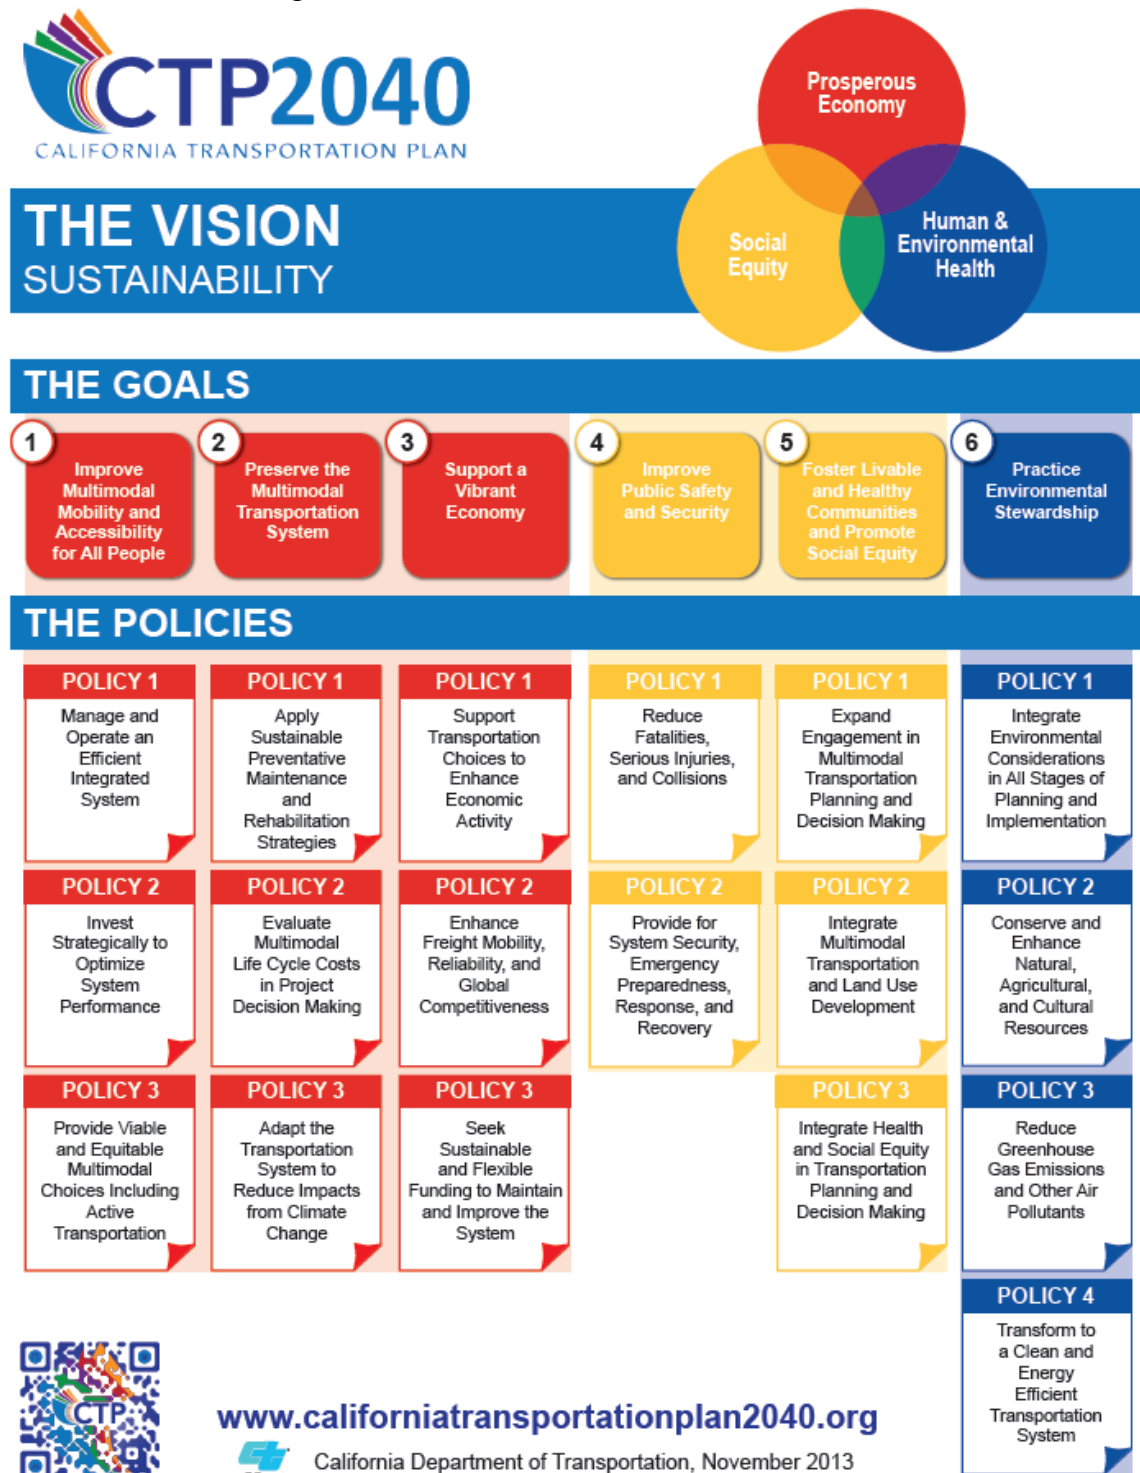 CTP2040
CALIFORNIA TRANSPORTATION PLAN
Prosperous
Economy
Social
Equity
Human &
Environmental
Health
THE VISION
SUSTAINABILITY
THE GOALS
1
Improve
Multimodal
Mobility and
Accessibility
for All People
2
Preserve the
Multimodal
Transportation
System
3
Support a
Vibrant
Economy
4
Improve
Public Safety
and Security
5
Foster Livable
and Healthy
Communities
and Promote
Social Equity
6
Practice
Environmental
Stewardship
THE POLICIES
POLICY 1
Manage and
Operate an
Efficient
Integrated
System
POLICY 1
Apply
Sustainable
Preventative
Maintenance
and
Rehabilitation
Strategies
POLICY 1
Support
Transportation
Choices to
Enhance
Economic
Activity
POLICY 1
Reduce
Fatalities,
Serious Injuries,
and Collisions
POLICY 1
Expand
Engagement in
Multimodal
Transportation
Planning and
Decision Making
POLICY 1
Integrate
Environmental
Considerations
in All Stages of
Planning and
Implementation
POLICY 2
Invest
Strategically to
Optimize
System
Performance
POLICY 2
Evaluate
Multimodal
Life Cycle Costs
in Project
Decision Making
POLICY 2
Enhance
Freight Mobility,
Reliability, and
Global
Competitiveness
POLICY 2
Provide for
System Security,
Emergency
Preparedness,
Response, and
Recovery
POLICY 2
Integrate
Multimodal
Transportation
and Land Use
Development
POLICY 2
Conserve and
Enhance
Natural,
Agricultural,
and Cultural
Resources
POLICY 3
Provide Viable
and Equitable
Multimodal
Choices Including
Active
Transportation
POLICY 3
Adapt the
Transportation
System to
Reduce Impacts
from Climate
Change
POLICY 3
Seek
Sustainable
and Flexible
Funding to Maintain
and Improve the
System
POLICY 3
Integrate Health
and Social Equity
in Transportation
Planning and
Decision Making
POLICY 3
Reduce
Greenhouse
Gas Emissions
and Other Air
Pollutants
POLICY 4
Transform to
a Clean and
Energy
Efficient
Transportation
System
CTP
www.californiatransportationplan2040.org
California Department of Transportation, November 2013